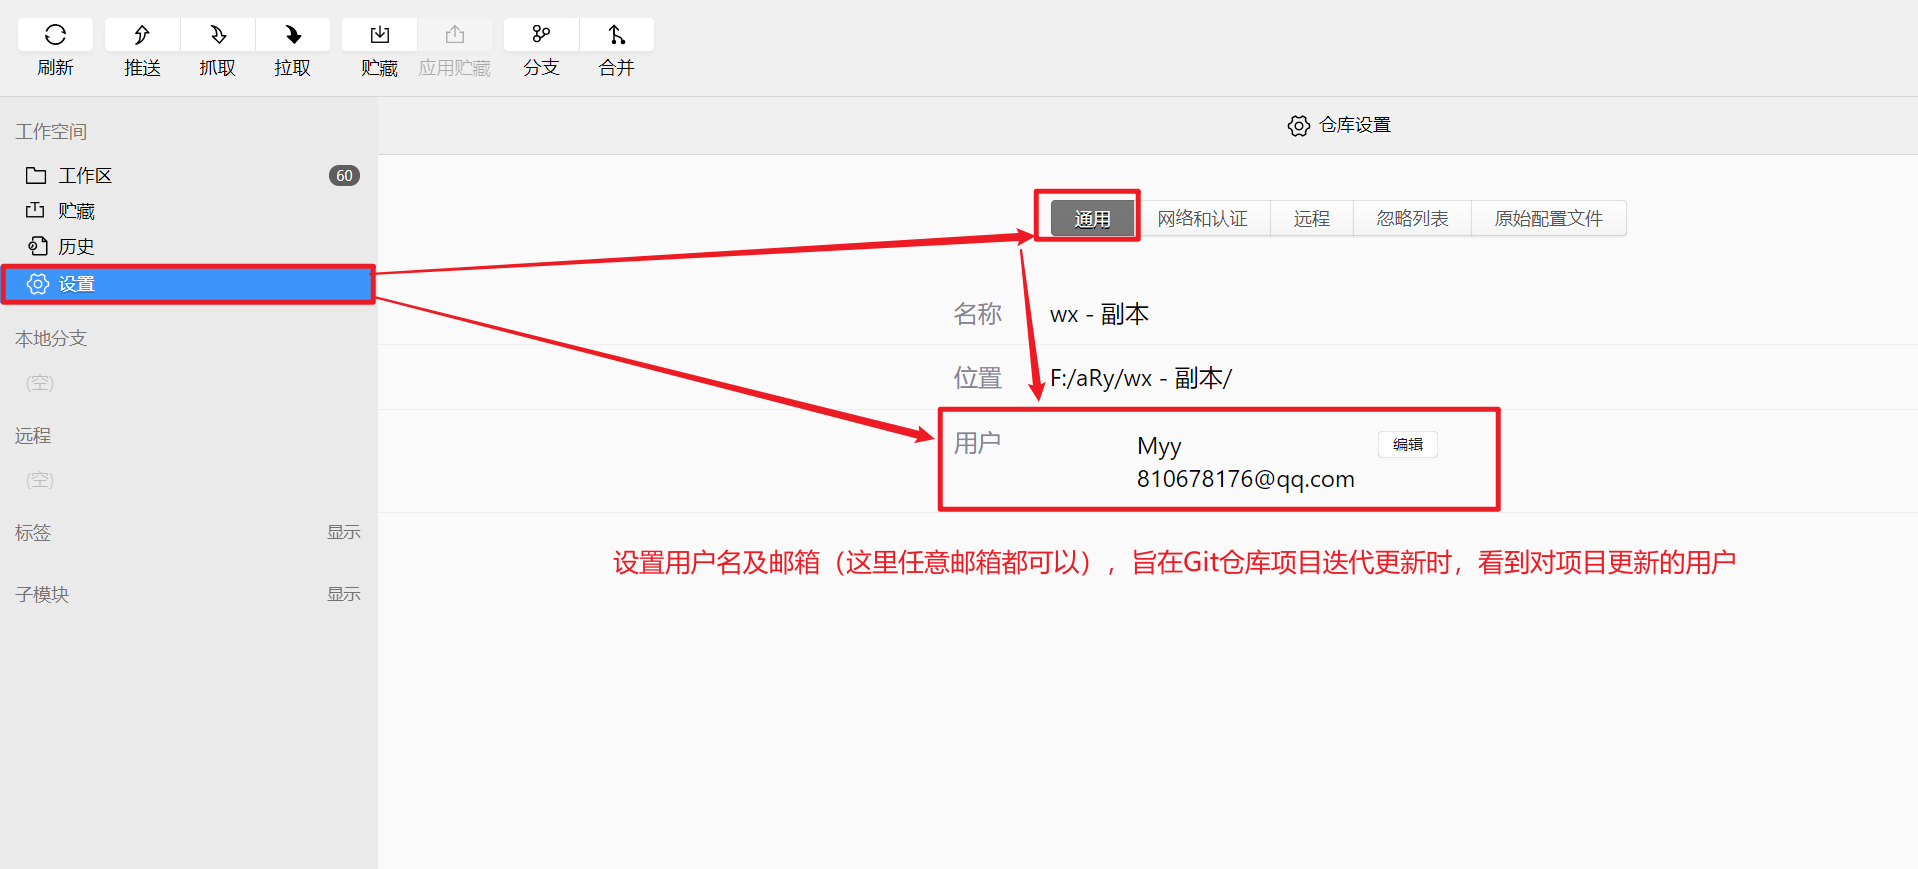 刷新
推送
抓取
拉取
贮藏
应用贮藏
分支
合并
工作空间
工作区
60
贮藏
历史
设置
本地分支
(空)
远程
(空)
标签
显示
子模块
显示
仓库设置
通用
网络和认证
远程
忽略列表
原始配置文件
名称
wx - 副本
位置
F:/aRy/wx - 副本/
用户
Myy
编辑
810678176@qq.com
设置用户名及邮箱（这里任意邮箱都可以），旨在Git仓库项目迭代更新时，看到对项目更新的用户